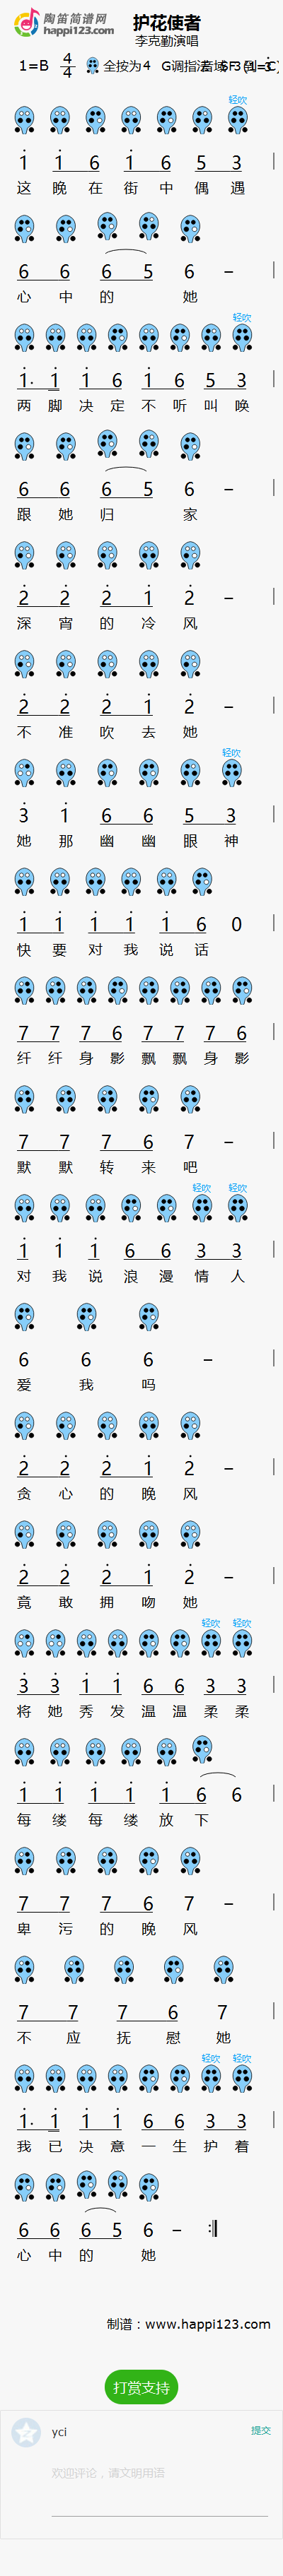 陶笛简谱网
happi123.com
护花使者
李克勤演唱
1=B 4/4 全按为4 G调指法
轻吹
1 1 6 1 6 5 3
这 晚 在 街 中 偶 遇
6 6 6 5 6 –
心 中 的 她
轻吹
1· 1 1 6 1 6 5 3
两 脚 决 定 不 听 叫 唤
6 6 6 5 6 –
跟 她 归 家
2 2 2 1 2 –
深 宵 的 冷 风
2 2 2 1 2 –
不 准 吹 去 她
轻吹
3 1 6 6 5 3
她 那 幽 幽 眼 神
1 1 1 1 1 6 0
快 要 对 我 说 话
7 7 7 6 7 7 7 6
纤 纤 身 影 飘 飘 身 影
7 7 7 6 7 –
默 默 转 来 吧
轻吹 轻吹
1 1 1 6 6 3 3
对 我 说 浪 漫 情 人
6 6 6 –
爱 我 吗
2 2 2 1 2 –
贪 心 的 晚 风
2 2 2 1 2 –
竟 敢 拥 吻 她
轻吹 轻吹
3 3 1 1 6 6 3 3
将 她 秀 发 温 温 柔 柔
1 1 1 1 1 6 6
每 缕 每 缕 放 下
7 7 7 6 7 –
卑 污 的 晚 风
7 7 7 6 7
不 应 抚 慰 她
轻吹 轻吹
1· 1 1 1 6 6 3 3
我 已 决 意 一 生 护 着
6 6 6 5 6 – :‖
心 中 的 她
制谱：www.happi123.com
打赏支持
yci 提交
欢迎评论，请文明用语